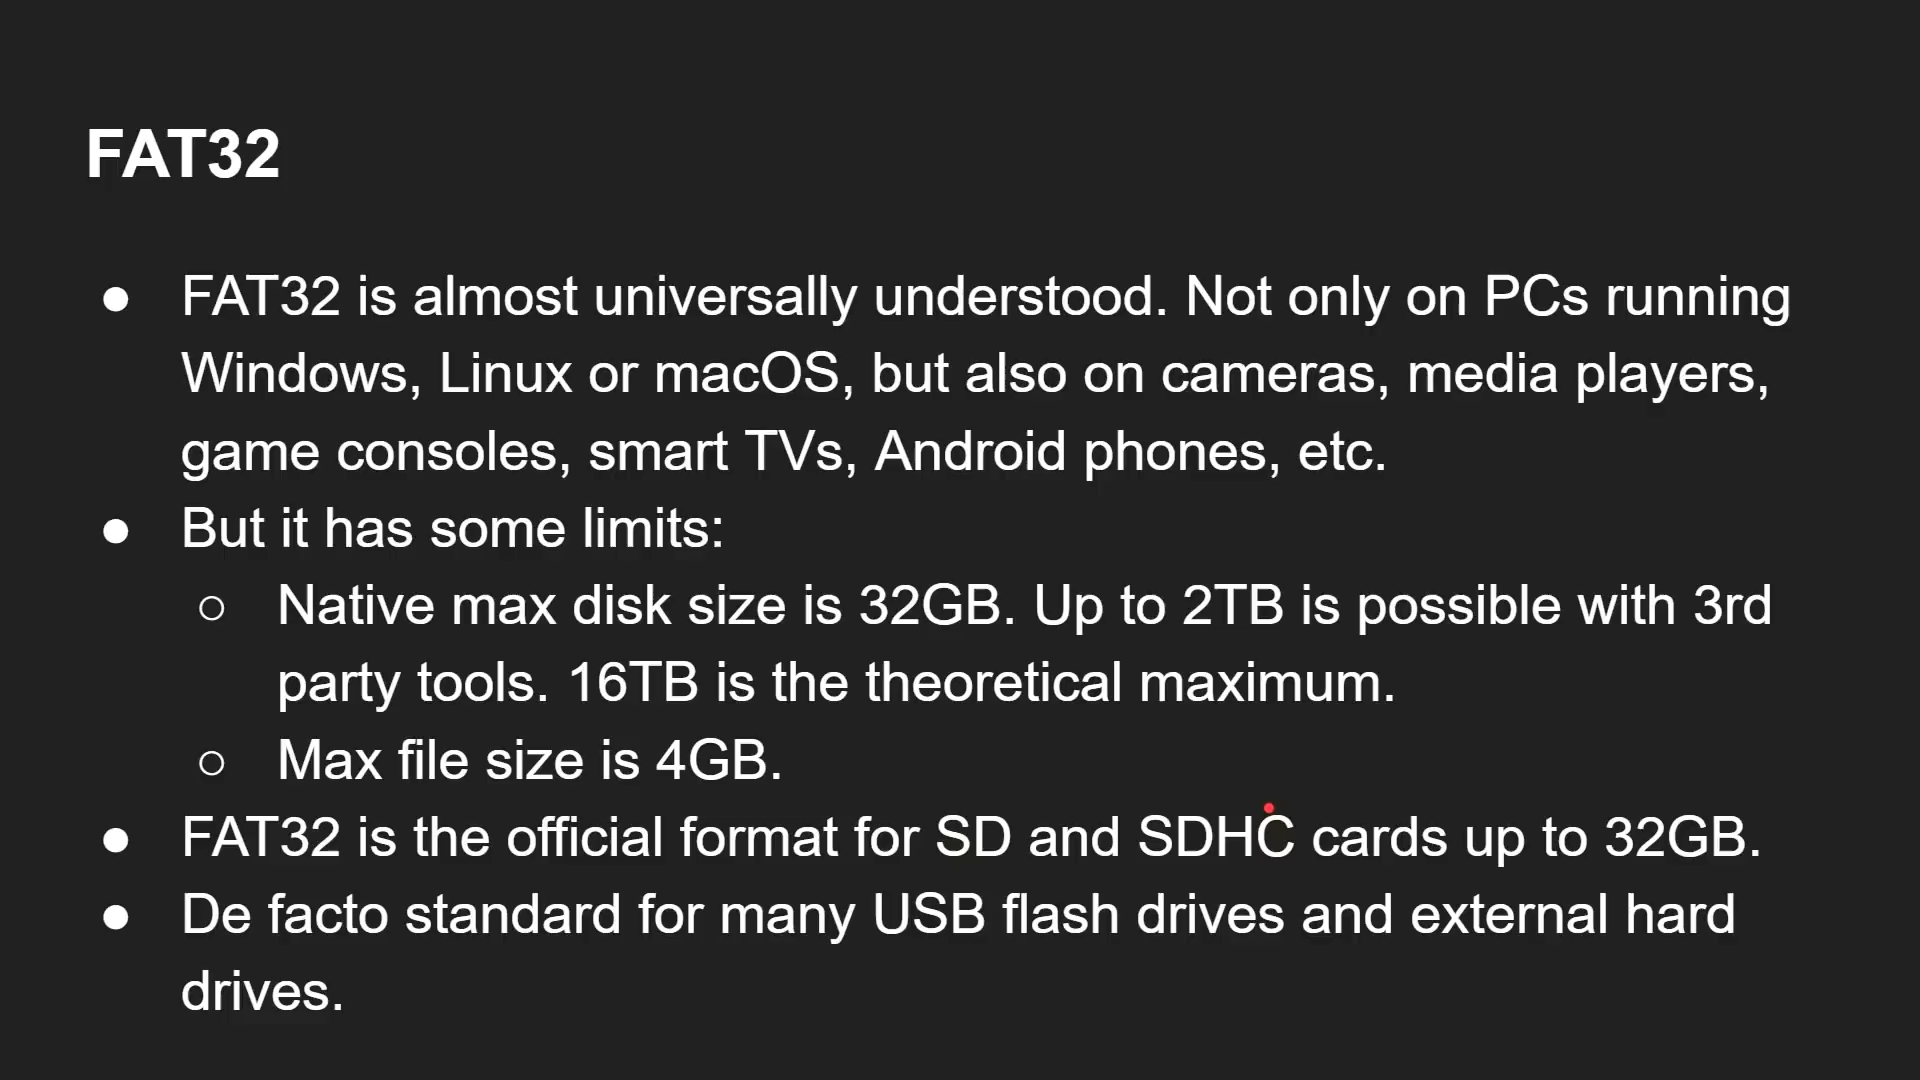 FAT32
● FAT32 is almost universally understood. Not only on PCs running
Windows, Linux or macOS, but also on cameras, media players,
game consoles, smart TVs, Android phones, etc.
● But it has some limits:
○ Native max disk size is 32GB. Up to 2TB is possible with 3rd
party tools. 16TB is the theoretical maximum.
○ Max file size is 4GB.
● FAT32 is the official format for SD and SDHC cards up to 32GB.
● De facto standard for many USB flash drives and external hard
drives.